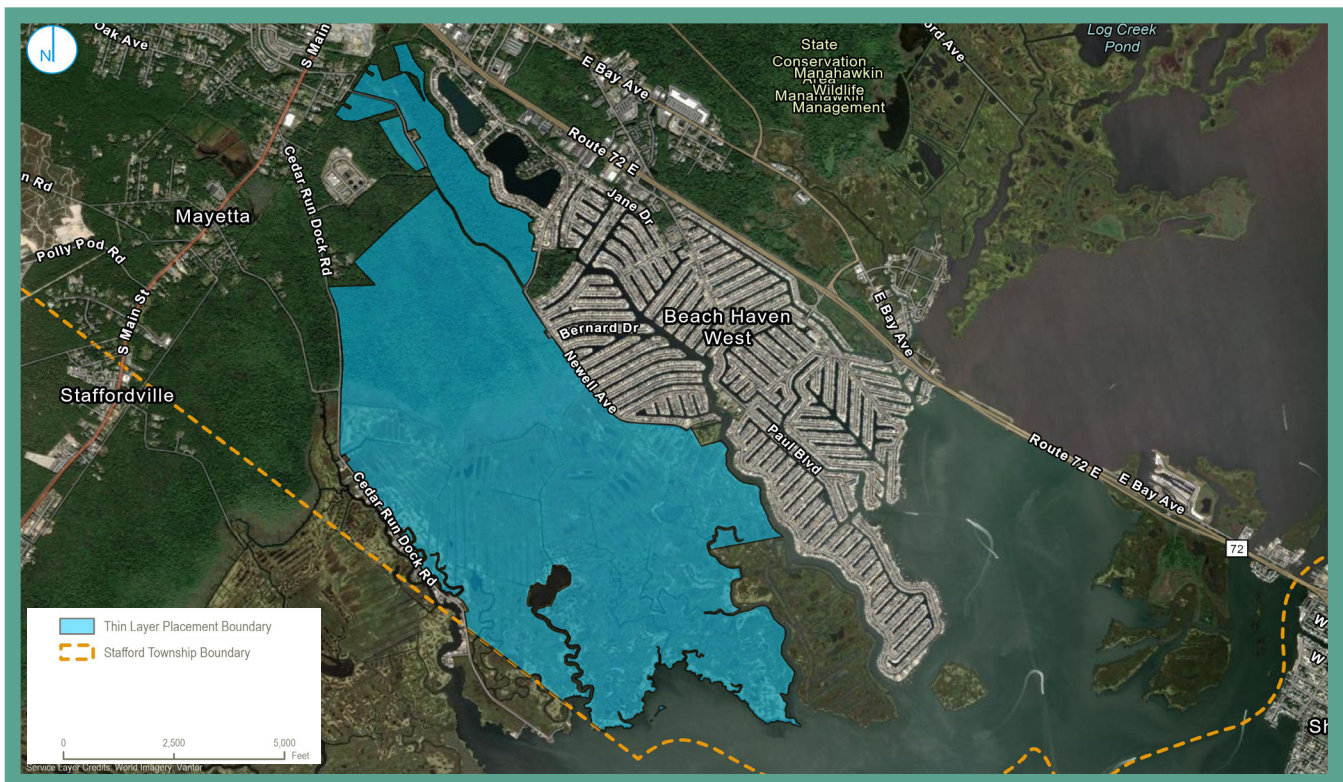 N
Oak Ave
S Main
E Bay Ave
State
Conservation
Area
Manahawkin
Wildlife
Manahawkin
Management
Log Creek
Pond
Route 72 E
Cedar Run Dock Rd
Jane Dr
n Rd
Mayetta
Polly Pod Rd
S Main St
Beach Haven
West
Bernard Dr
E Bay Ave
Newell Ave
Staffordville
Paul Blvd
Route 72 E
E Bay Ave
Cedar Run Dock Rd
72
W
W
Sh
Thin Layer Placement Boundary
Stafford Township Boundary
0 2,500 5,000
Feet
Service Layer Credits: World Imagery: Vantor